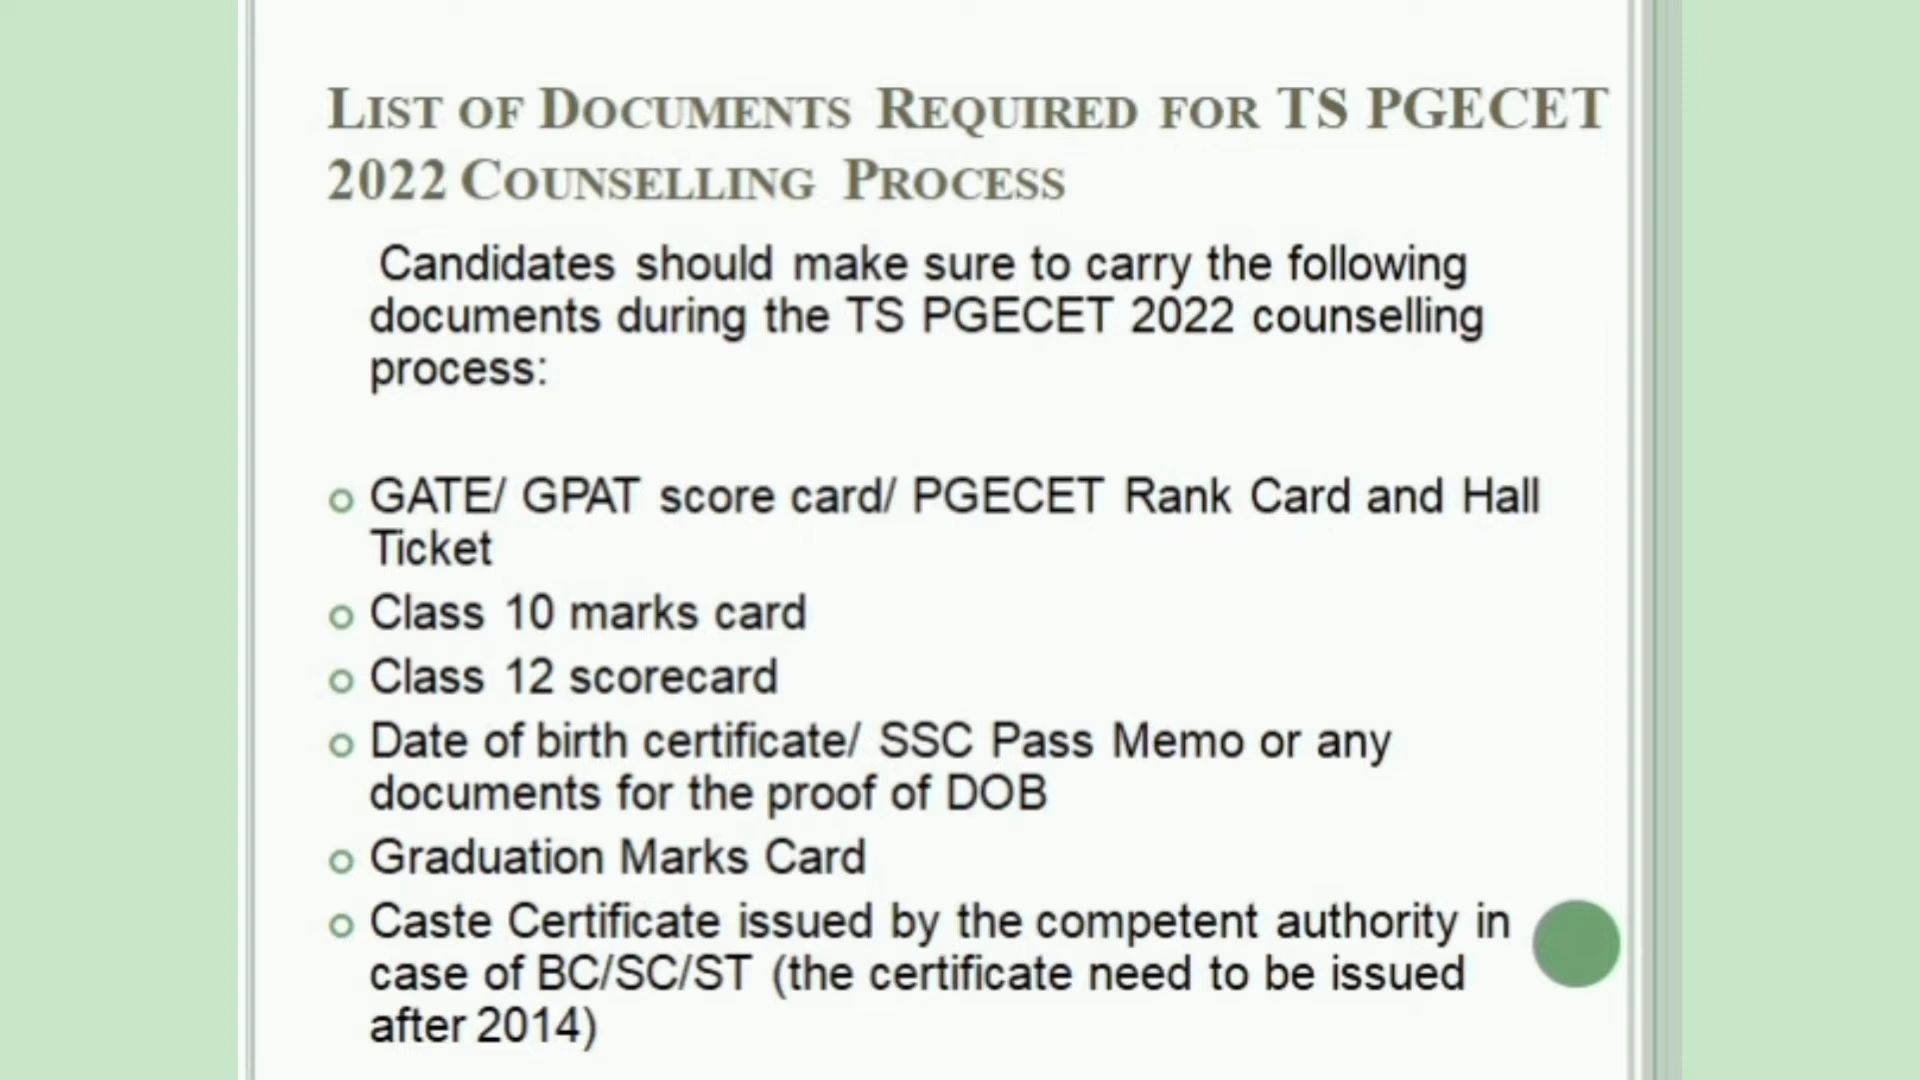 List of Documents Required for TS PGECET
2022 Counselling Process
Candidates should make sure to carry the following
documents during the TS PGECET 2022 counselling
process:
GATE/ GPAT score card/ PGECET Rank Card and Hall
Ticket
Class 10 marks card
Class 12 scorecard
Date of birth certificate/ SSC Pass Memo or any
documents for the proof of DOB
Graduation Marks Card
Caste Certificate issued by the competent authority in
case of BC/SC/ST (the certificate need to be issued
after 2014)